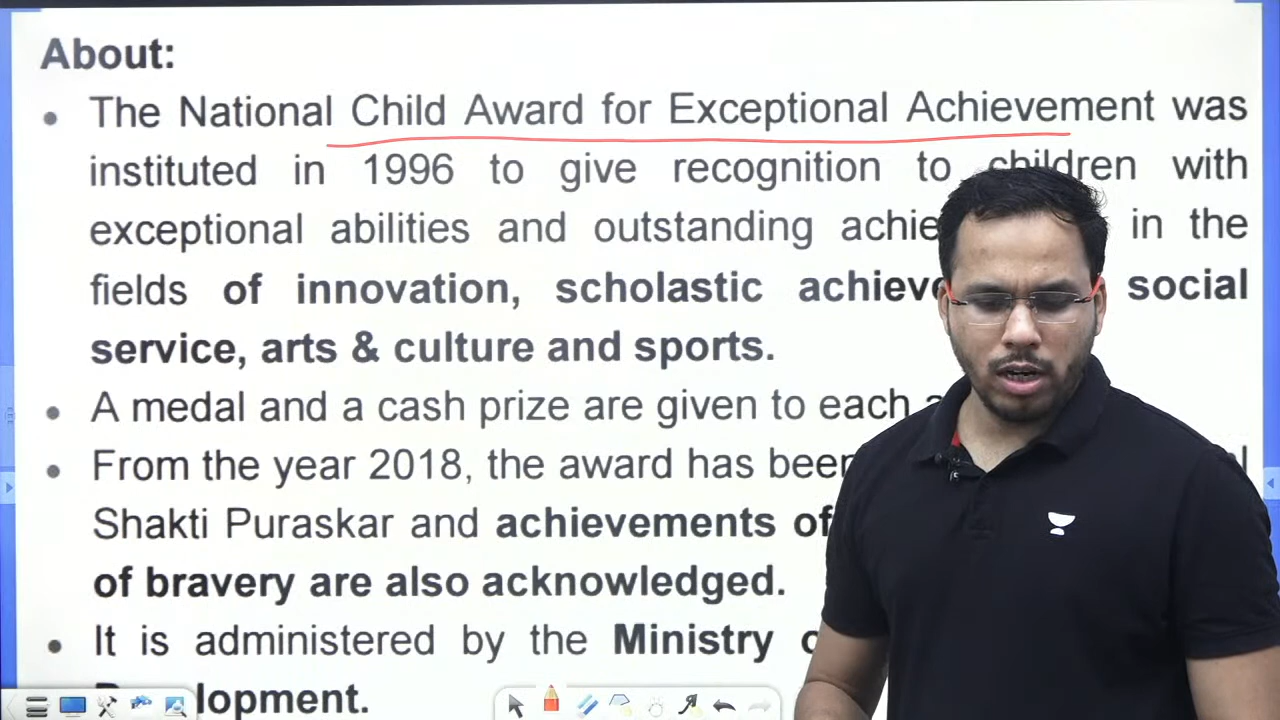 About:
• The National Child Award for Exceptional Achievement was
instituted in 1996 to give recognition to children with
exceptional abilities and outstanding in the
fields of innovation, scholastic social
service, arts & culture and sports.
• A medal and a cash prize are given to each
• From the year 2018, the award has been
Shakti Puraskar and achievements of
of bravery are also acknowledged.
• It is administered by the Ministry